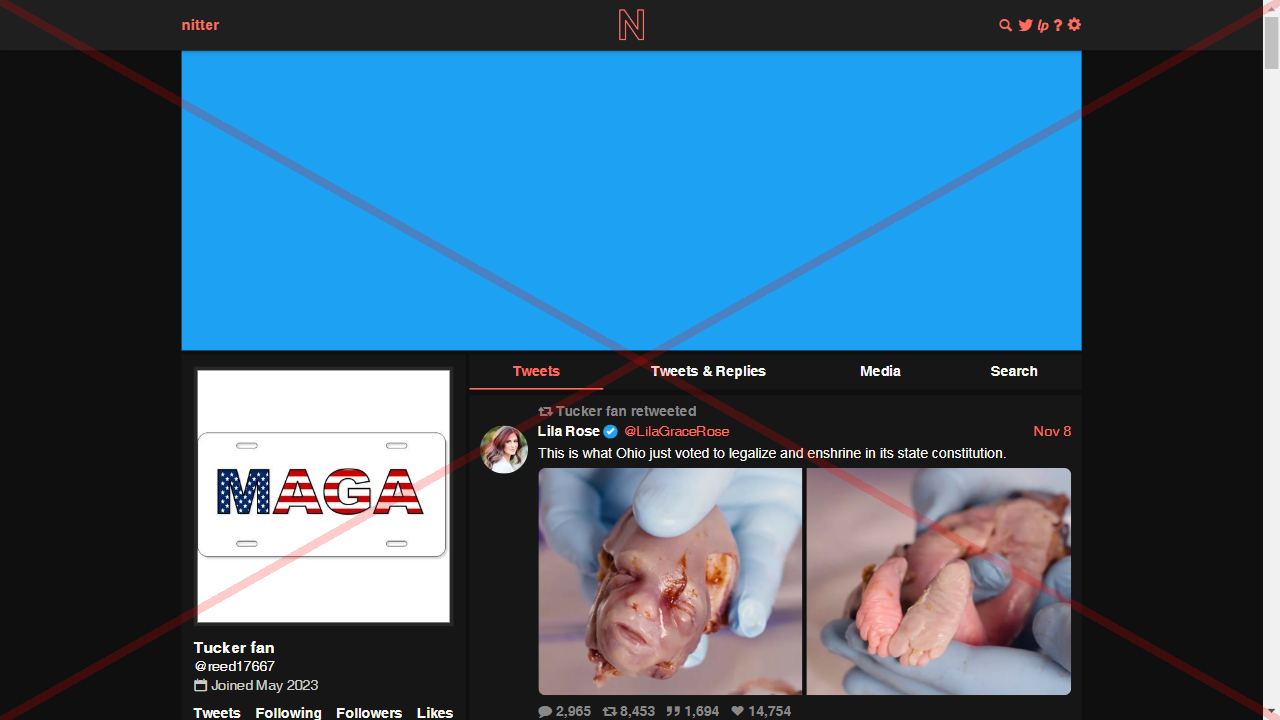 nitter
N
lp ?
MAGA
Tucker fan
@reed17667
Joined May 2023
Tweets Following Followers Likes
Tweets Tweets & Replies Media Search
Tucker fan retweeted
Lila Rose @LilaGraceRose Nov 8
This is what Ohio just voted to legalize and enshrine in its state constitution.
2,965 8,453 1,694 14,754